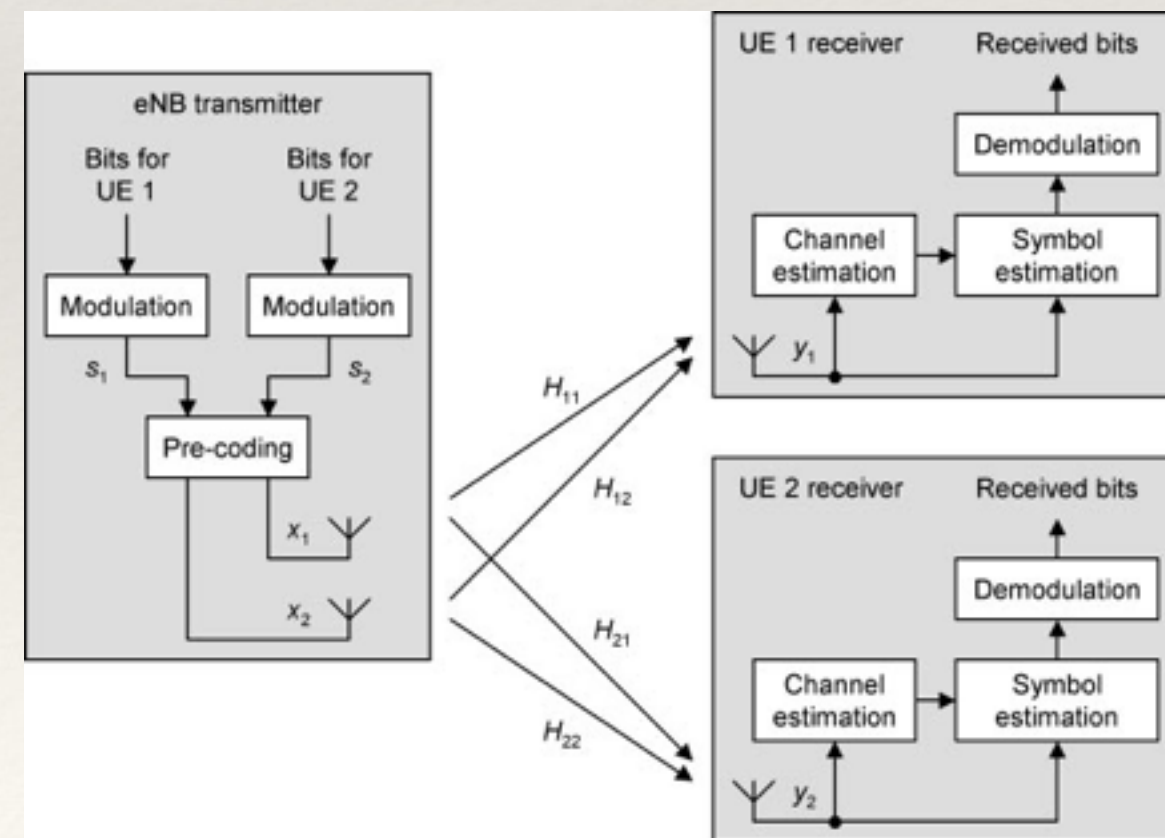 eNB transmitter
Bits for
UE 1
Bits for
UE 2
Modulation
Modulation
s1
s2
Pre-coding
x1
x2
H11
H12
H21
H22
UE 1 receiver
Received bits
Demodulation
Channel
estimation
Symbol
estimation
y1
UE 2 receiver
Received bits
Demodulation
Channel
estimation
Symbol
estimation
y2